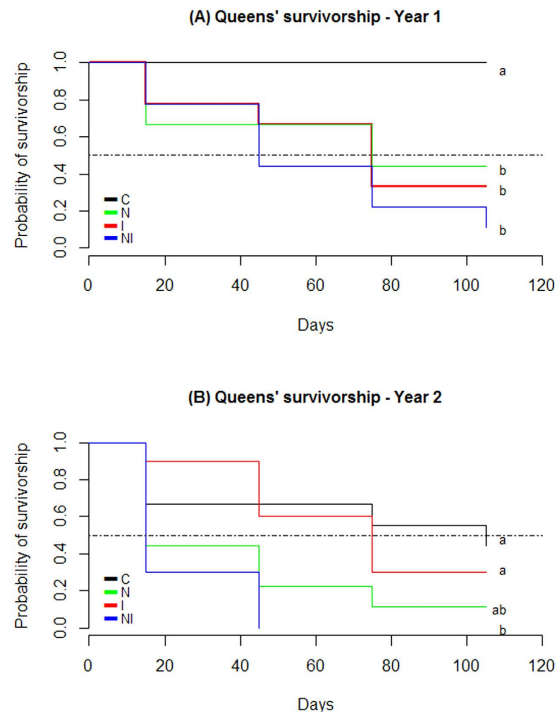 (A) Queens' survivorship - Year 1
Probability of survivorship
1.0
0.8
0.6
0.4
0.2
0.0
a
b
b
b
C
N
I
NI
0 20 40 60 80 100 120
Days
(B) Queens' survivorship - Year 2
Probability of survivorship
1.0
0.8
0.6
0.4
0.2
0.0
a
a
ab
b
C
N
I
NI
0 20 40 60 80 100 120
Days